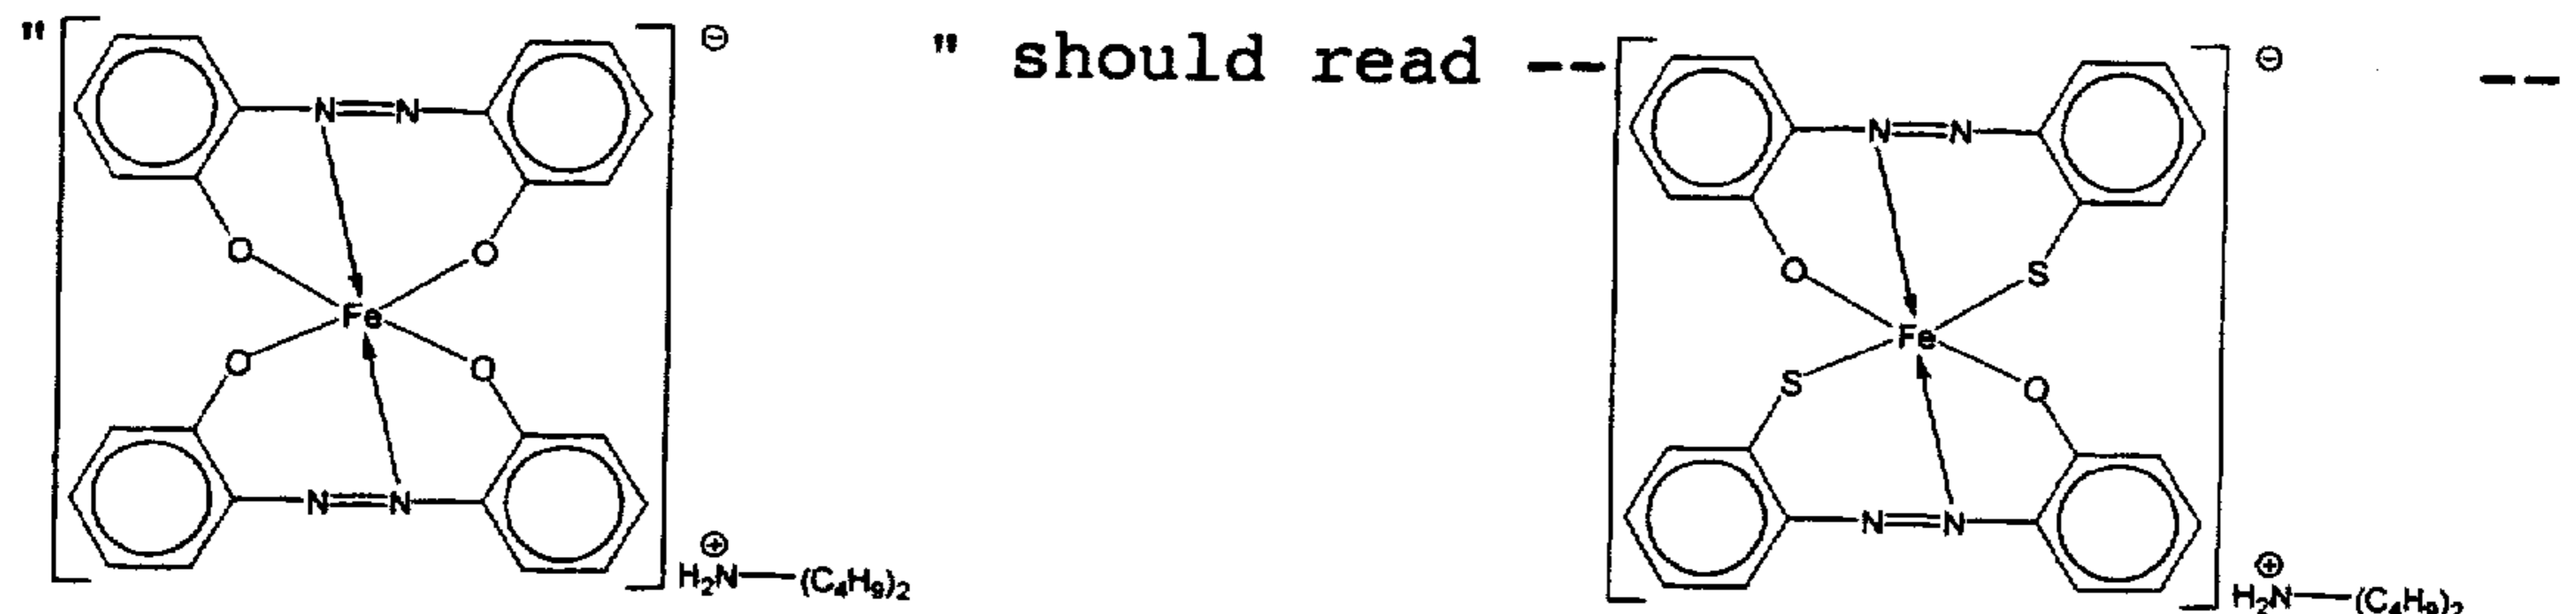 " ⊖ " should read -- ⊖ --
N=N N=N
O O O S
Fe Fe
O O S O
N=N N=N
H₂N⊕—(C₄H₉)₂ H₂N⊕—(C₄H₉)₂